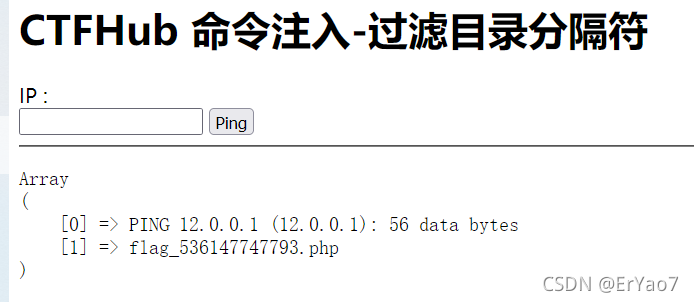 CTFHub 命令注入-过滤目录分隔符
IP :
Ping
Array
(
[0] => PING 12.0.0.1 (12.0.0.1): 56 data bytes
[1] => flag_536147747793.php
)
CSDN @ErYao7